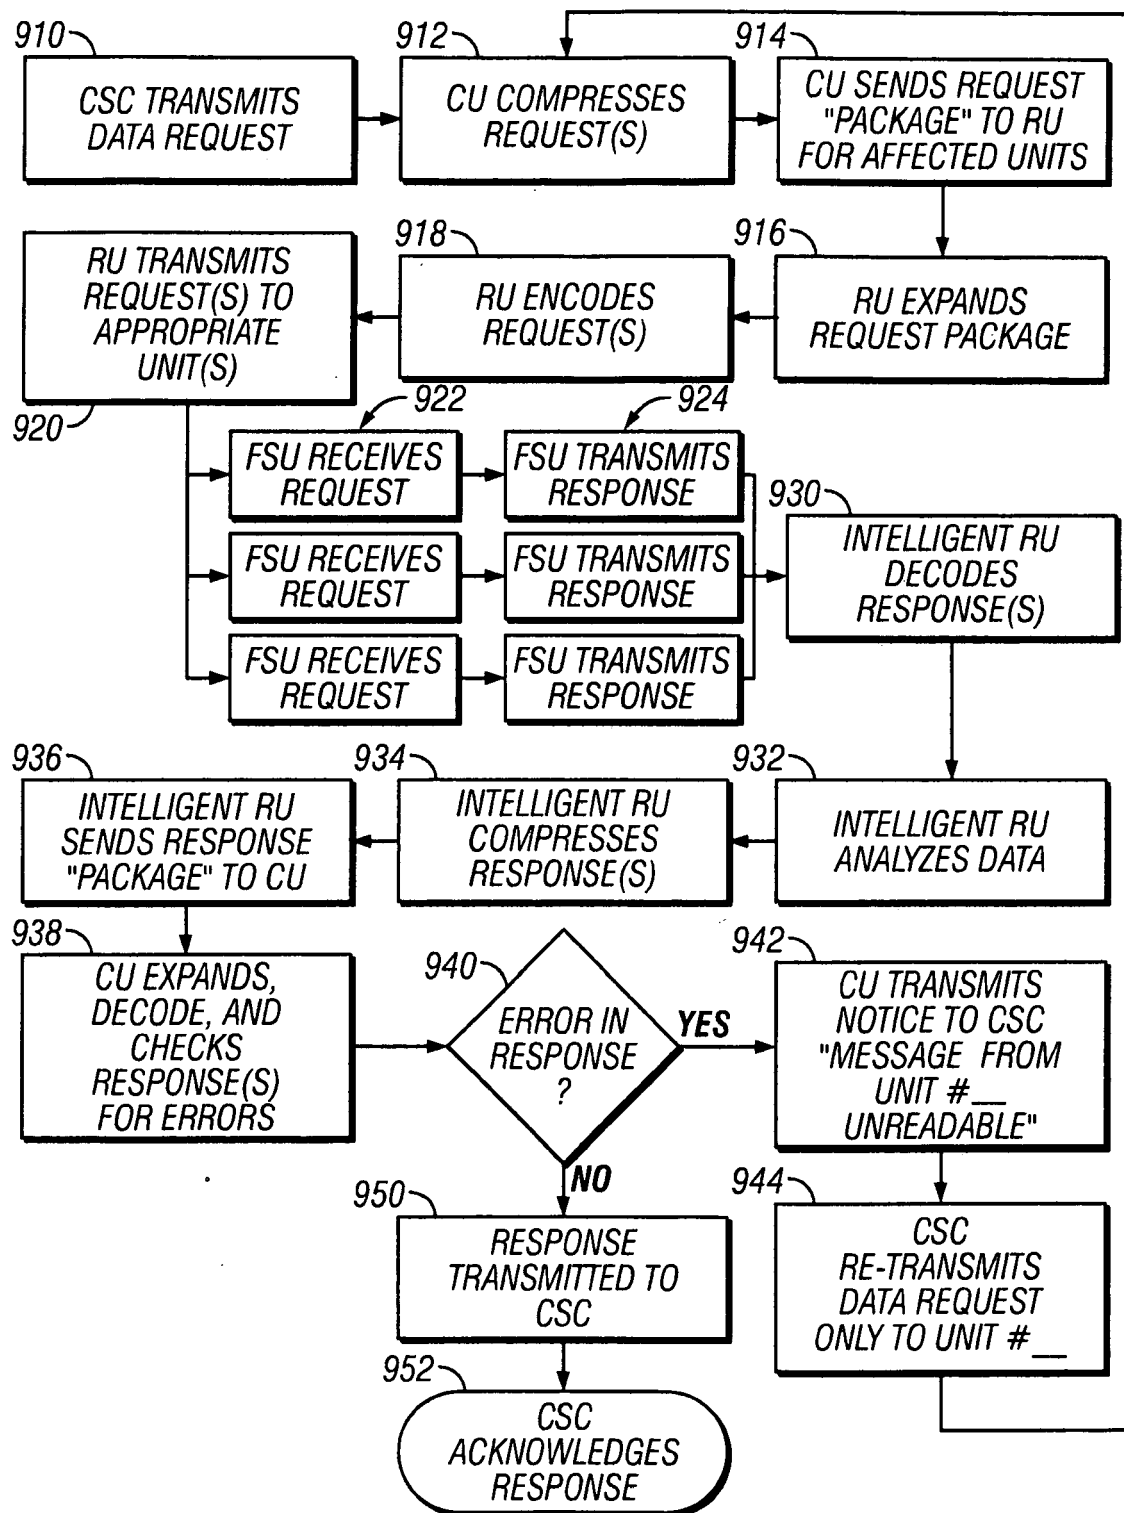 910
CSC TRANSMITS
DATA REQUEST
912
CU COMPRESSES
REQUEST(S)
914
CU SENDS REQUEST
"PACKAGE" TO RU
FOR AFFECTED UNITS
916
RU EXPANDS
REQUEST PACKAGE
918
RU ENCODES
REQUEST(S)
RU TRANSMITS
REQUEST(S) TO
APPROPRIATE
UNIT(S)
920
922
FSU RECEIVES
REQUEST
924
FSU TRANSMITS
RESPONSE
FSU RECEIVES
REQUEST
FSU TRANSMITS
RESPONSE
FSU RECEIVES
REQUEST
FSU TRANSMITS
RESPONSE
930
INTELLIGENT RU
DECODES
RESPONSE(S)
932
INTELLIGENT RU
ANALYZES DATA
934
INTELLIGENT RU
COMPRESSES
RESPONSE(S)
936
INTELLIGENT RU
SENDS RESPONSE
"PACKAGE" TO CU
938
CU EXPANDS,
DECODE, AND
CHECKS
RESPONSE(S)
FOR ERRORS
940
ERROR IN
RESPONSE
?
YES
942
CU TRANSMITS
NOTICE TO CSC
"MESSAGE FROM
UNIT #__
UNREADABLE"
944
CSC
RE-TRANSMITS
DATA REQUEST
ONLY TO UNIT #__
NO
950
RESPONSE
TRANSMITTED TO
CSC
952
CSC
ACKNOWLEDGES
RESPONSE